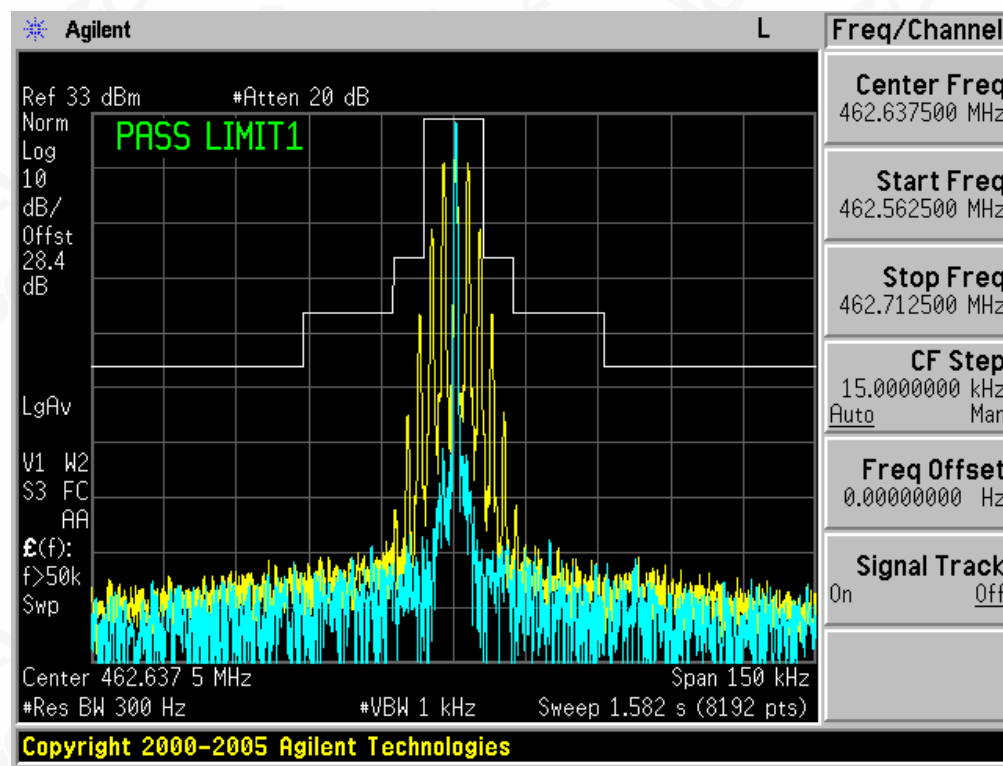 Agilent
L
Freq/Channel
Ref 33 dBm
#Atten 20 dB
Norm
Log
10
dB/
Offst
28.4
dB
PASS LIMIT1
LgAv
V1 W2
S3 FC
AA
£(f):
f>50k
Swp
Center 462.637 5 MHz
Span 150 kHz
#Res BW 300 Hz
#VBW 1 kHz
Sweep 1.582 s (8192 pts)
Copyright 2000-2005 Agilent Technologies
Center Freq
462.637500 MHz
Start Freq
462.562500 MHz
Stop Freq
462.712500 MHz
CF Step
15.0000000 kHz
Auto Man
Freq Offset
0.00000000 Hz
Signal Track
On Off